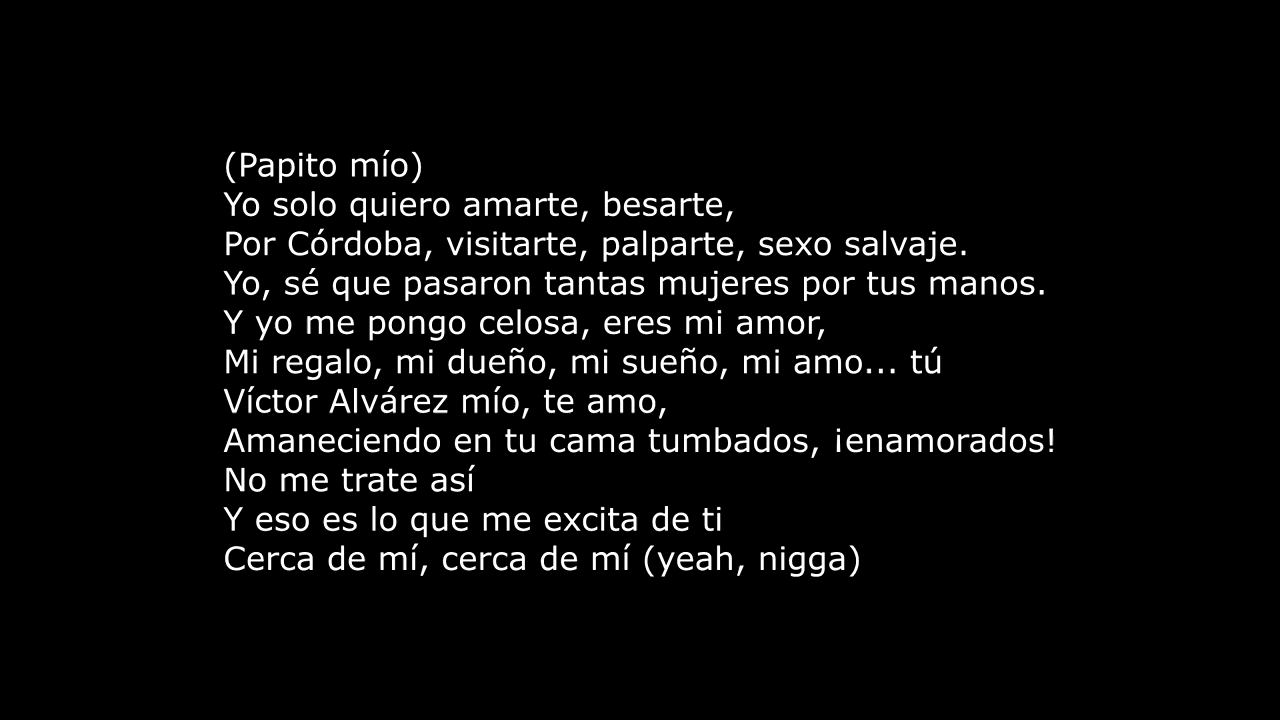 (Papito mío)
Yo solo quiero amarte, besarte,
Por Córdoba, visitarte, palparte, sexo salvaje.
Yo, sé que pasaron tantas mujeres por tus manos.
Y yo me pongo celosa, eres mi amor,
Mi regalo, mi dueño, mi sueño, mi amo... tú
Víctor Alvárez mío, te amo,
Amaneciendo en tu cama tumbados, ¡enamorados!
No me trate así
Y eso es lo que me excita de ti
Cerca de mí, cerca de mí (yeah, nigga)